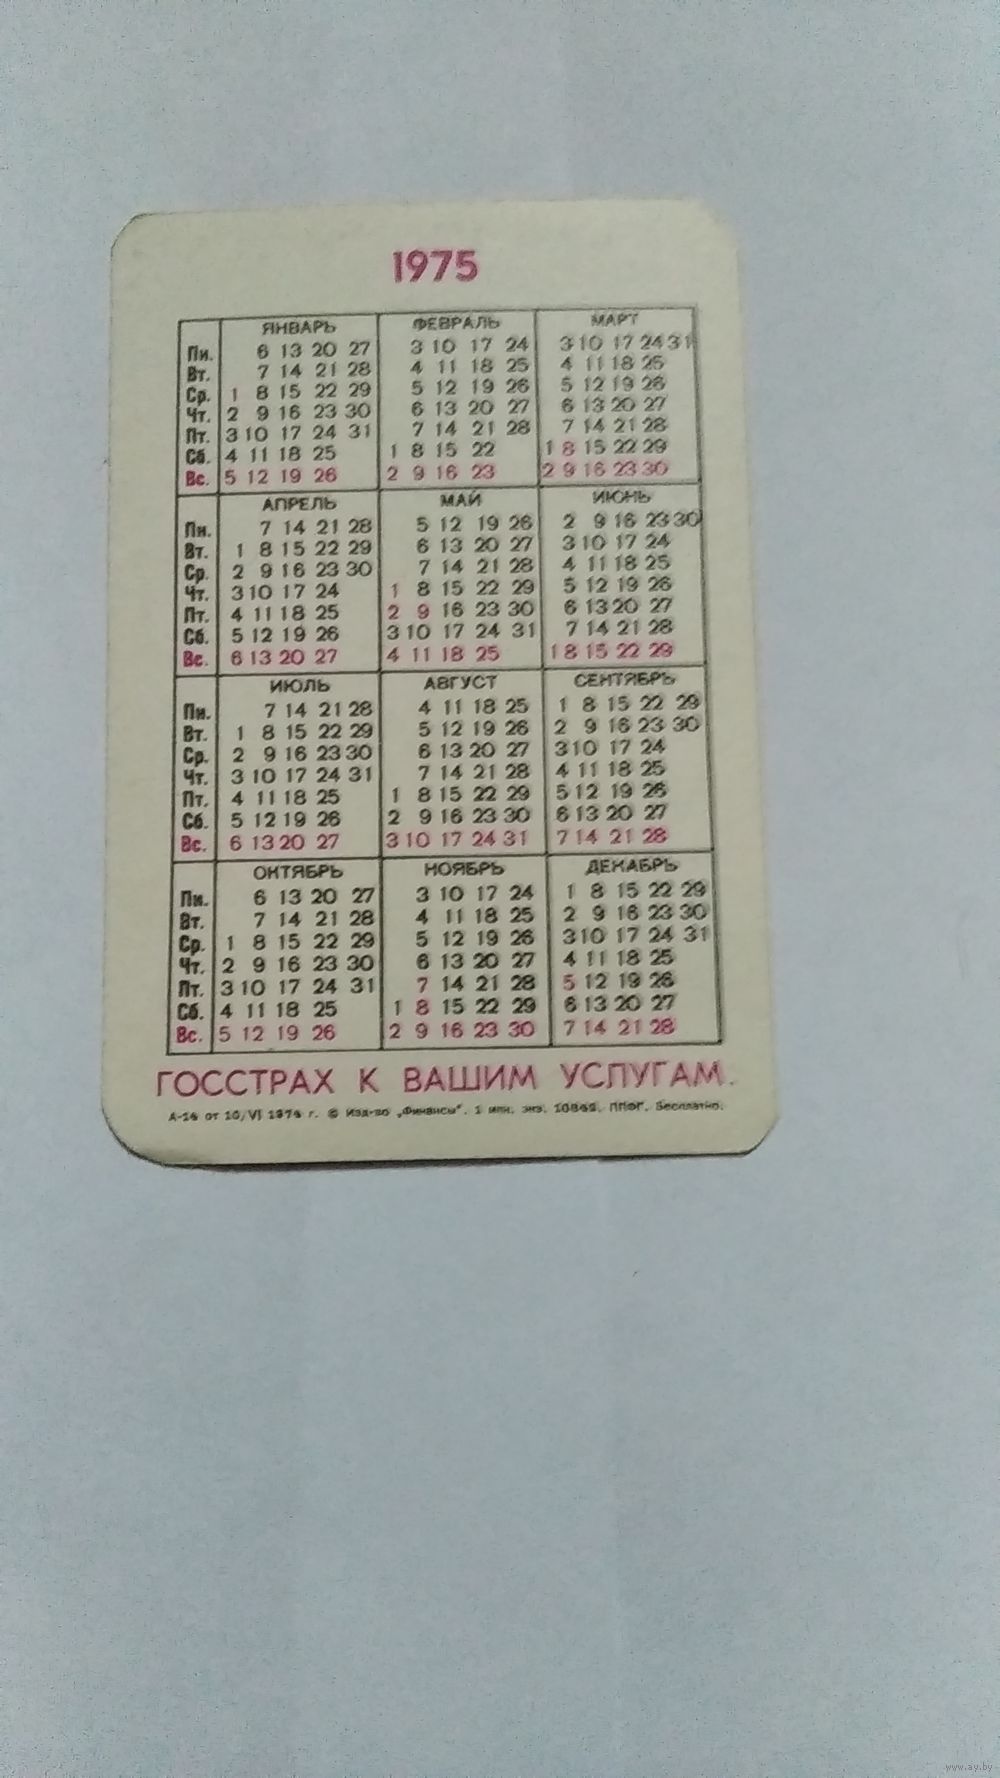 1975
ЯНВАРЬ ФЕВРАЛЬ МАРТ
Пн. 6 13 20 27 3 10 17 24 3 10 17 24 31
Вт. 7 14 21 28 4 11 18 25 4 11 18 25
Ср. 1 8 15 22 29 5 12 19 26 5 12 19 26
Чт. 2 9 16 23 30 6 13 20 27 6 13 20 27
Пт. 3 10 17 24 31 7 14 21 28 7 14 21 28
Сб. 4 11 18 25 1 8 15 22 1 8 15 22 29
Вс. 5 12 19 26 2 9 16 23 2 9 16 23 30
АПРЕЛЬ МАЙ ИЮНЬ
Пн. 7 14 21 28 5 12 19 26 2 9 16 23 30
Вт. 1 8 15 22 29 6 13 20 27 3 10 17 24
Ср. 2 9 16 23 30 7 14 21 28 4 11 18 25
Чт. 3 10 17 24 1 8 15 22 29 5 12 19 26
Пт. 4 11 18 25 2 9 16 23 30 6 13 20 27
Сб. 5 12 19 26 3 10 17 24 31 7 14 21 28
Вс. 6 13 20 27 4 11 18 25 1 8 15 22 29
ИЮЛЬ АВГУСТ СЕНТЯБРЬ
Пн. 7 14 21 28 4 11 18 25 1 8 15 22 29
Вт. 1 8 15 22 29 5 12 19 26 2 9 16 23 30
Ср. 2 9 16 23 30 6 13 20 27 3 10 17 24
Чт. 3 10 17 24 31 7 14 21 28 4 11 18 25
Пт. 4 11 18 25 1 8 15 22 29 5 12 19 26
Сб. 5 12 19 26 2 9 16 23 30 6 13 20 27
Вс. 6 13 20 27 3 10 17 24 31 7 14 21 28
ОКТЯБРЬ НОЯБРЬ ДЕКАБРЬ
Пн. 6 13 20 27 3 10 17 24 1 8 15 22 29
Вт. 7 14 21 28 4 11 18 25 2 9 16 23 30
Ср. 1 8 15 22 29 5 12 19 26 3 10 17 24 31
Чт. 2 9 16 23 30 6 13 20 27 4 11 18 25
Пт. 3 10 17 24 31 7 14 21 28 5 12 19 26
Сб. 4 11 18 25 1 8 15 22 29 6 13 20 27
Вс. 5 12 19 26 2 9 16 23 30 7 14 21 28
ГОССТРАХ К ВАШИМ УСЛУГАМ.
А-14 от 10/VI 1974 г. © Изд-во „Финансы". 1 млн. экз. ППФГ. Бесплатно.
www.ay.by